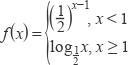 f(x) = { (1/2)^{x-1}, x < 1
log_{1/2} x, x ≥ 1